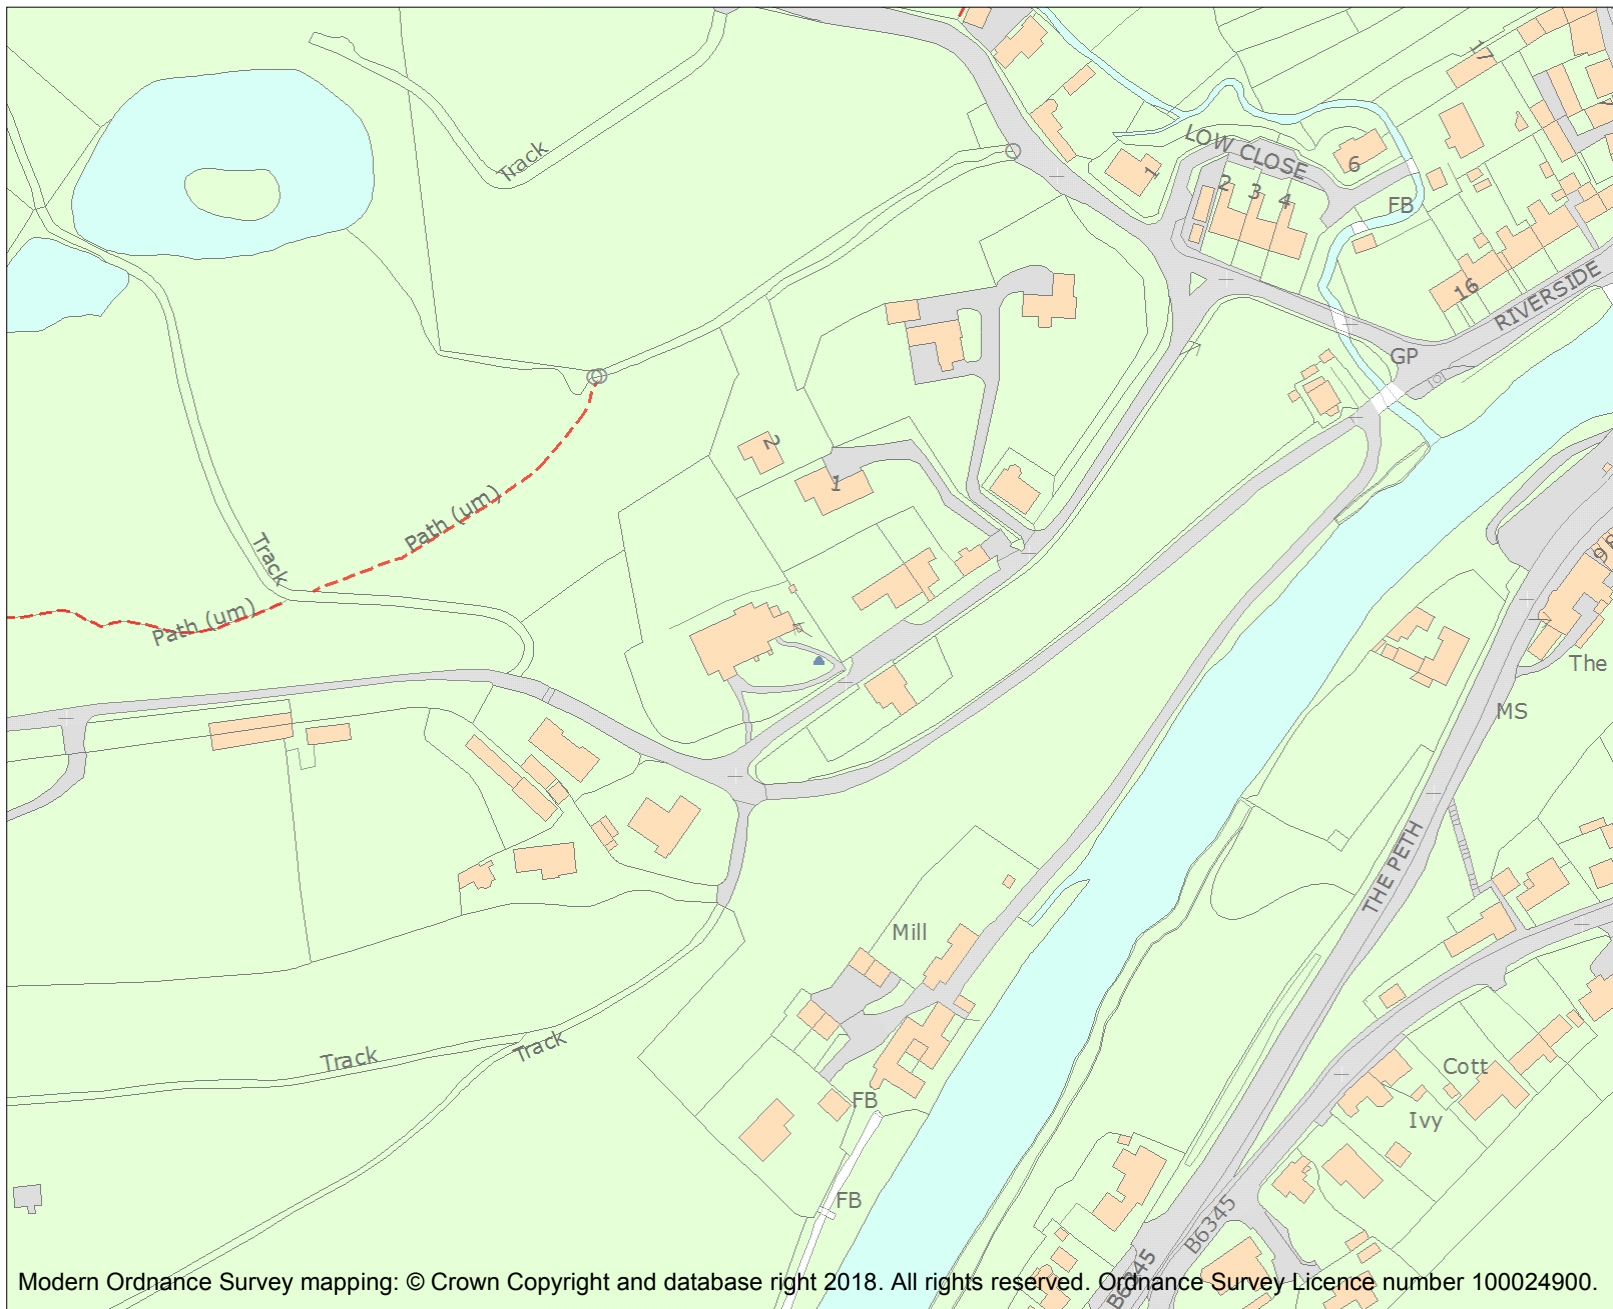 17
Track
LOW CLOSE
1
6
2
3
4
FB
16
RIVERSIDE
GP
2
1
Path (um)
Track
Path (um)
98
The
MS
THE PETH
Mill
Track
Track
Cott
FB
Ivy
FB
B6345
B6345
Modern Ordnance Survey mapping: © Crown Copyright and database right 2018. All rights reserved. Ordnance Survey Licence number 100024900.